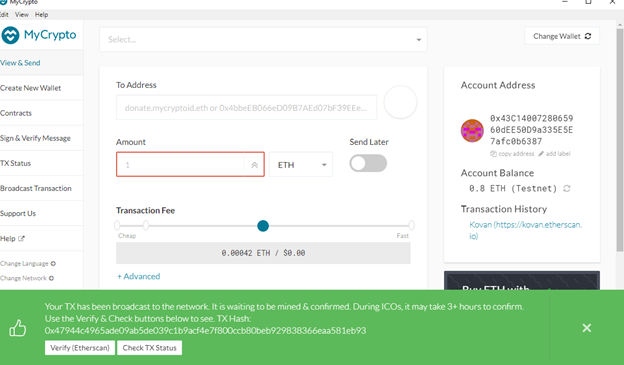 MyCrypto
Edit View Help
MyCrypto
View & Send
Create New Wallet
Contracts
Sign & Verify Message
TX Status
Broadcast Transaction
Support Us
Help
Change Language
Change Network
Select...
Change Wallet
To Address
donate.mycryptoid.eth or 0x4bbeEB066eD09B7AEd07bF39EEe...
Amount
Send Later
1
ETH
Transaction Fee
Cheap
Fast
0.00042 ETH / $0.00
+ Advanced
Account Address
0x43C14007280659
60dEE50D9a335E5E
7afc0b6387
copy address
add label
Account Balance
0.8 ETH (Testnet)
Transaction History
Kovan (https://kovan.etherscan.
io)
Buy ETH with
Your TX has been broadcast to the network. It is waiting to be mined & confirmed. During ICOs, it may take 3+ hours to confirm.
Use the Verify & Check buttons below to see. TX Hash:
0x47944c4965ade09ab5de039c1b9acf4e7f800ccb80beb929838366eaa581eb93
Verify (Etherscan)
Check TX Status